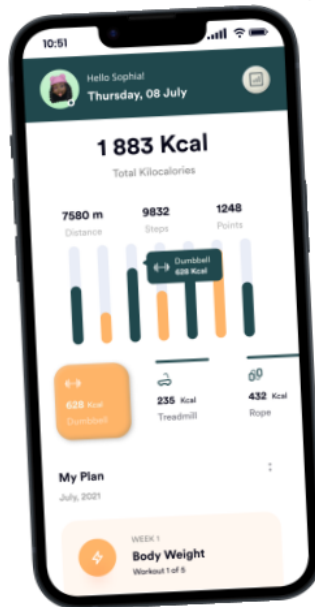 10:51
Hello Sophia!
Thursday, 08 July
1 883 Kcal
Total Kilocalories
7580 m 9832 1248
Distance Steps Points
Dumbbell
628 Kcal
628 Kcal 235 Kcal 432 Kcal
Dumbbell Treadmill Rope
My Plan
July, 2021
WEEK 1
Body Weight
Workout 1 of 5